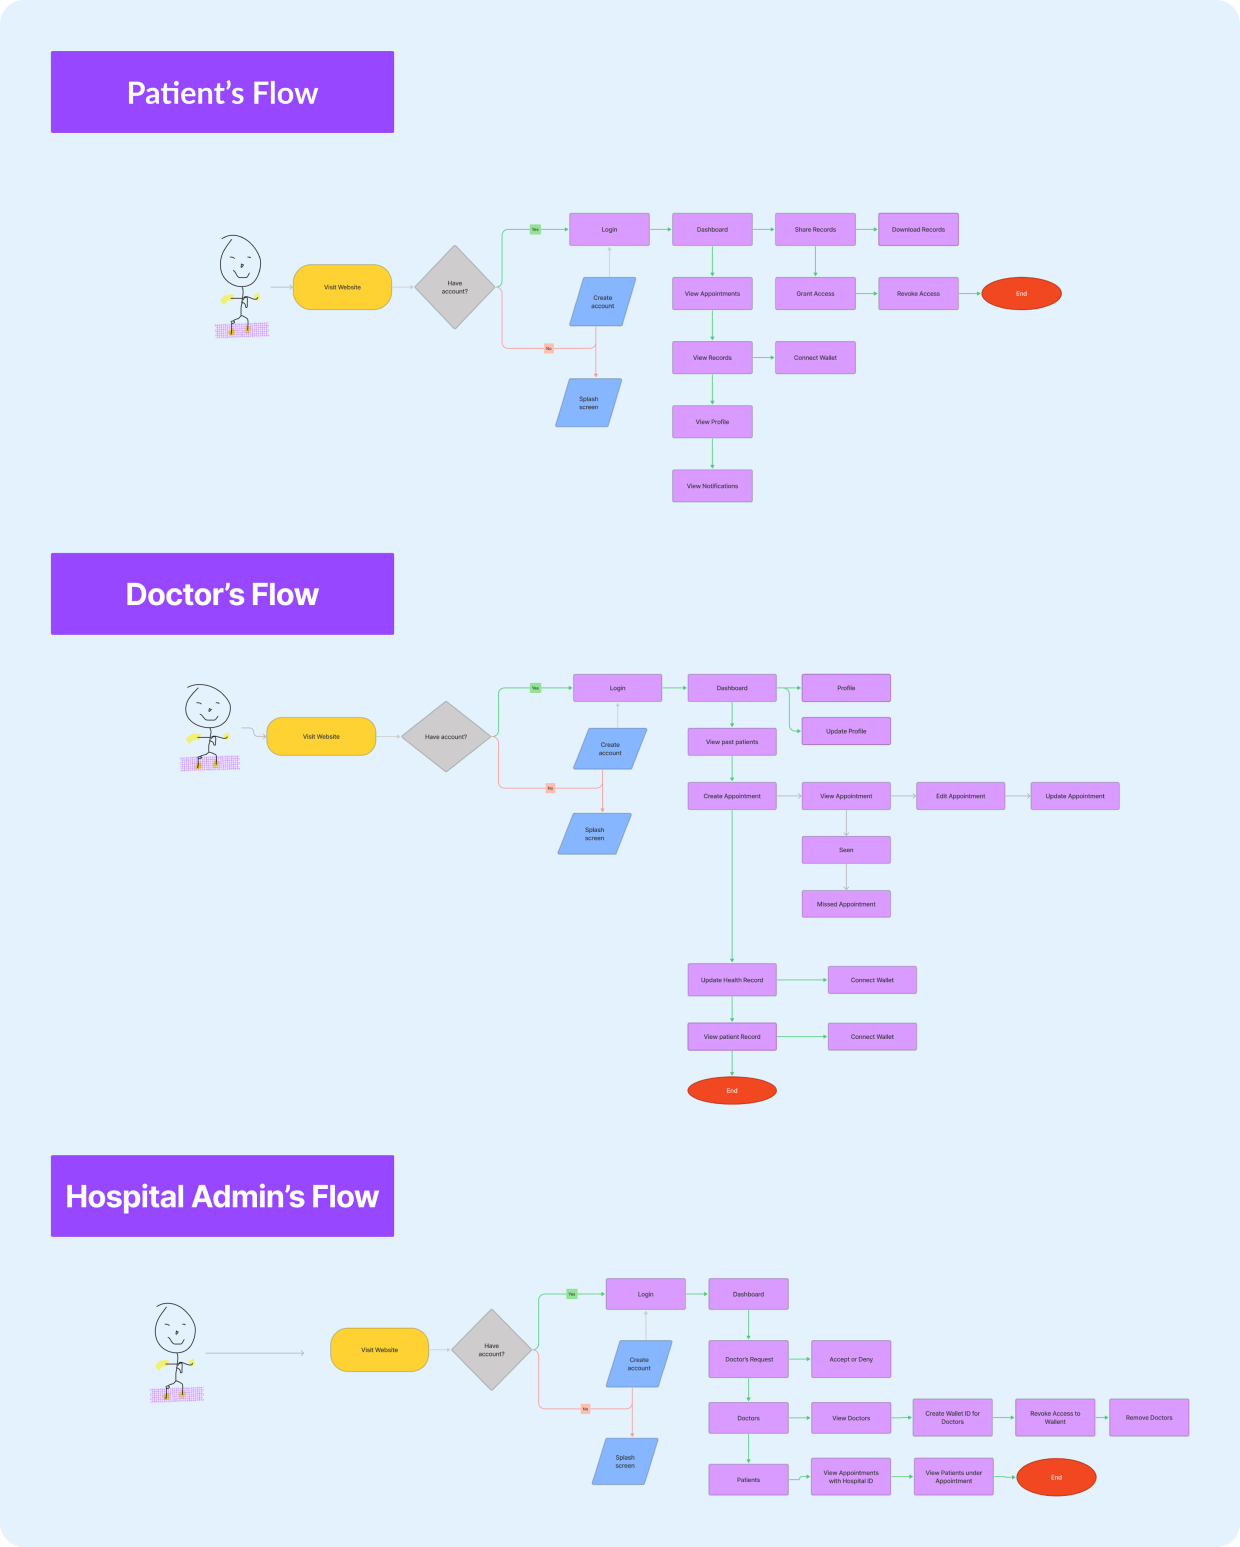 Patient’s Flow
Yes
Login
Dashboard
Share Records
Download Records
Visit Website
Have
account?
Create
account
View Appointments
Grant Access
Revoke Access
End
No
View Records
Connect Wallet
Splash
screen
View Profile
View Notifications
Doctor’s Flow
Yes
Login
Dashboard
Profile
Update Profile
Visit Website
Have account?
Create
account
View past patients
No
Create Appointment
View Appointment
Edit Appointment
Update Appointment
Splash
screen
Seen
Missed Appointment
Update Health Record
Connect Wallet
View patient Record
Connect Wallet
End
Hospital Admin’s Flow
Yes
Login
Dashboard
Visit Website
Have
account?
Create
account
Doctor's Request
Accept or Deny
No
Doctors
View Doctors
Create Wallet ID for
Doctors
Revoke Access to
Wallent
Remove Doctors
Splash
screen
Patients
View Appointments
with Hospital ID
View Patients under
Appointment
End